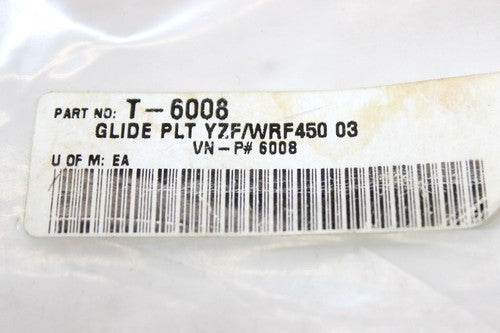 PART NO: T-6008
GLIDE PLT YZF/WRF450 03
VN-P# 6008
U OF M: EA